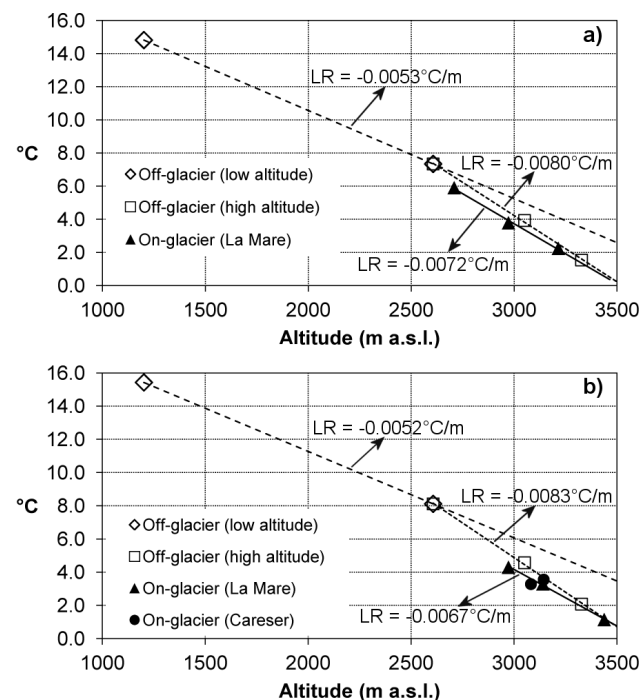 16.0
a)
14.0
LR = -0.0053°C/m
12.0
10.0
°C
8.0
LR = -0.0080°C/m
Off-glacier (low altitude)
6.0
Off-glacier (high altitude)
4.0
On-glacier (La Mare)
2.0
LR = -0.0072°C/m
0.0
1000 1500 2000 2500 3000 3500
Altitude (m a.s.l.)
16.0
b)
14.0
LR = -0.0052°C/m
12.0
10.0
°C
8.0
LR = -0.0083°C/m
Off-glacier (low altitude)
6.0
Off-glacier (high altitude)
4.0
On-glacier (La Mare)
2.0
LR = -0.0067°C/m
On-glacier (Careser)
0.0
1000 1500 2000 2500 3000 3500
Altitude (m a.s.l.)